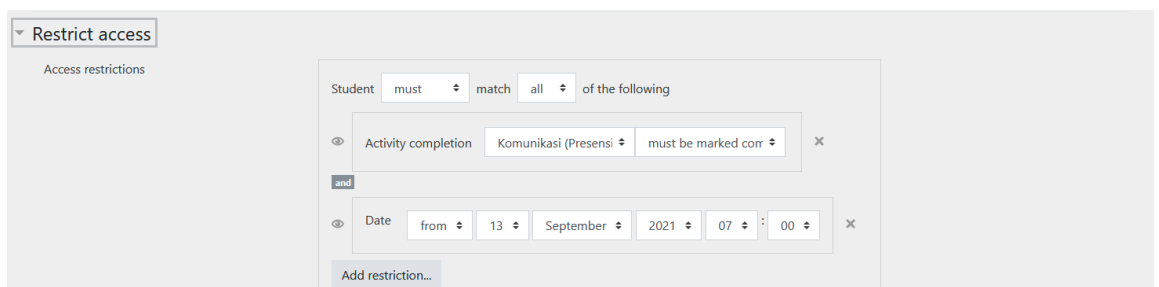 Restrict access
Access restrictions
Student must match all of the following
Activity completion Komunikasi (Presensi must be marked com
and
Date from 13 September 2021 07 : 00
Add restriction...